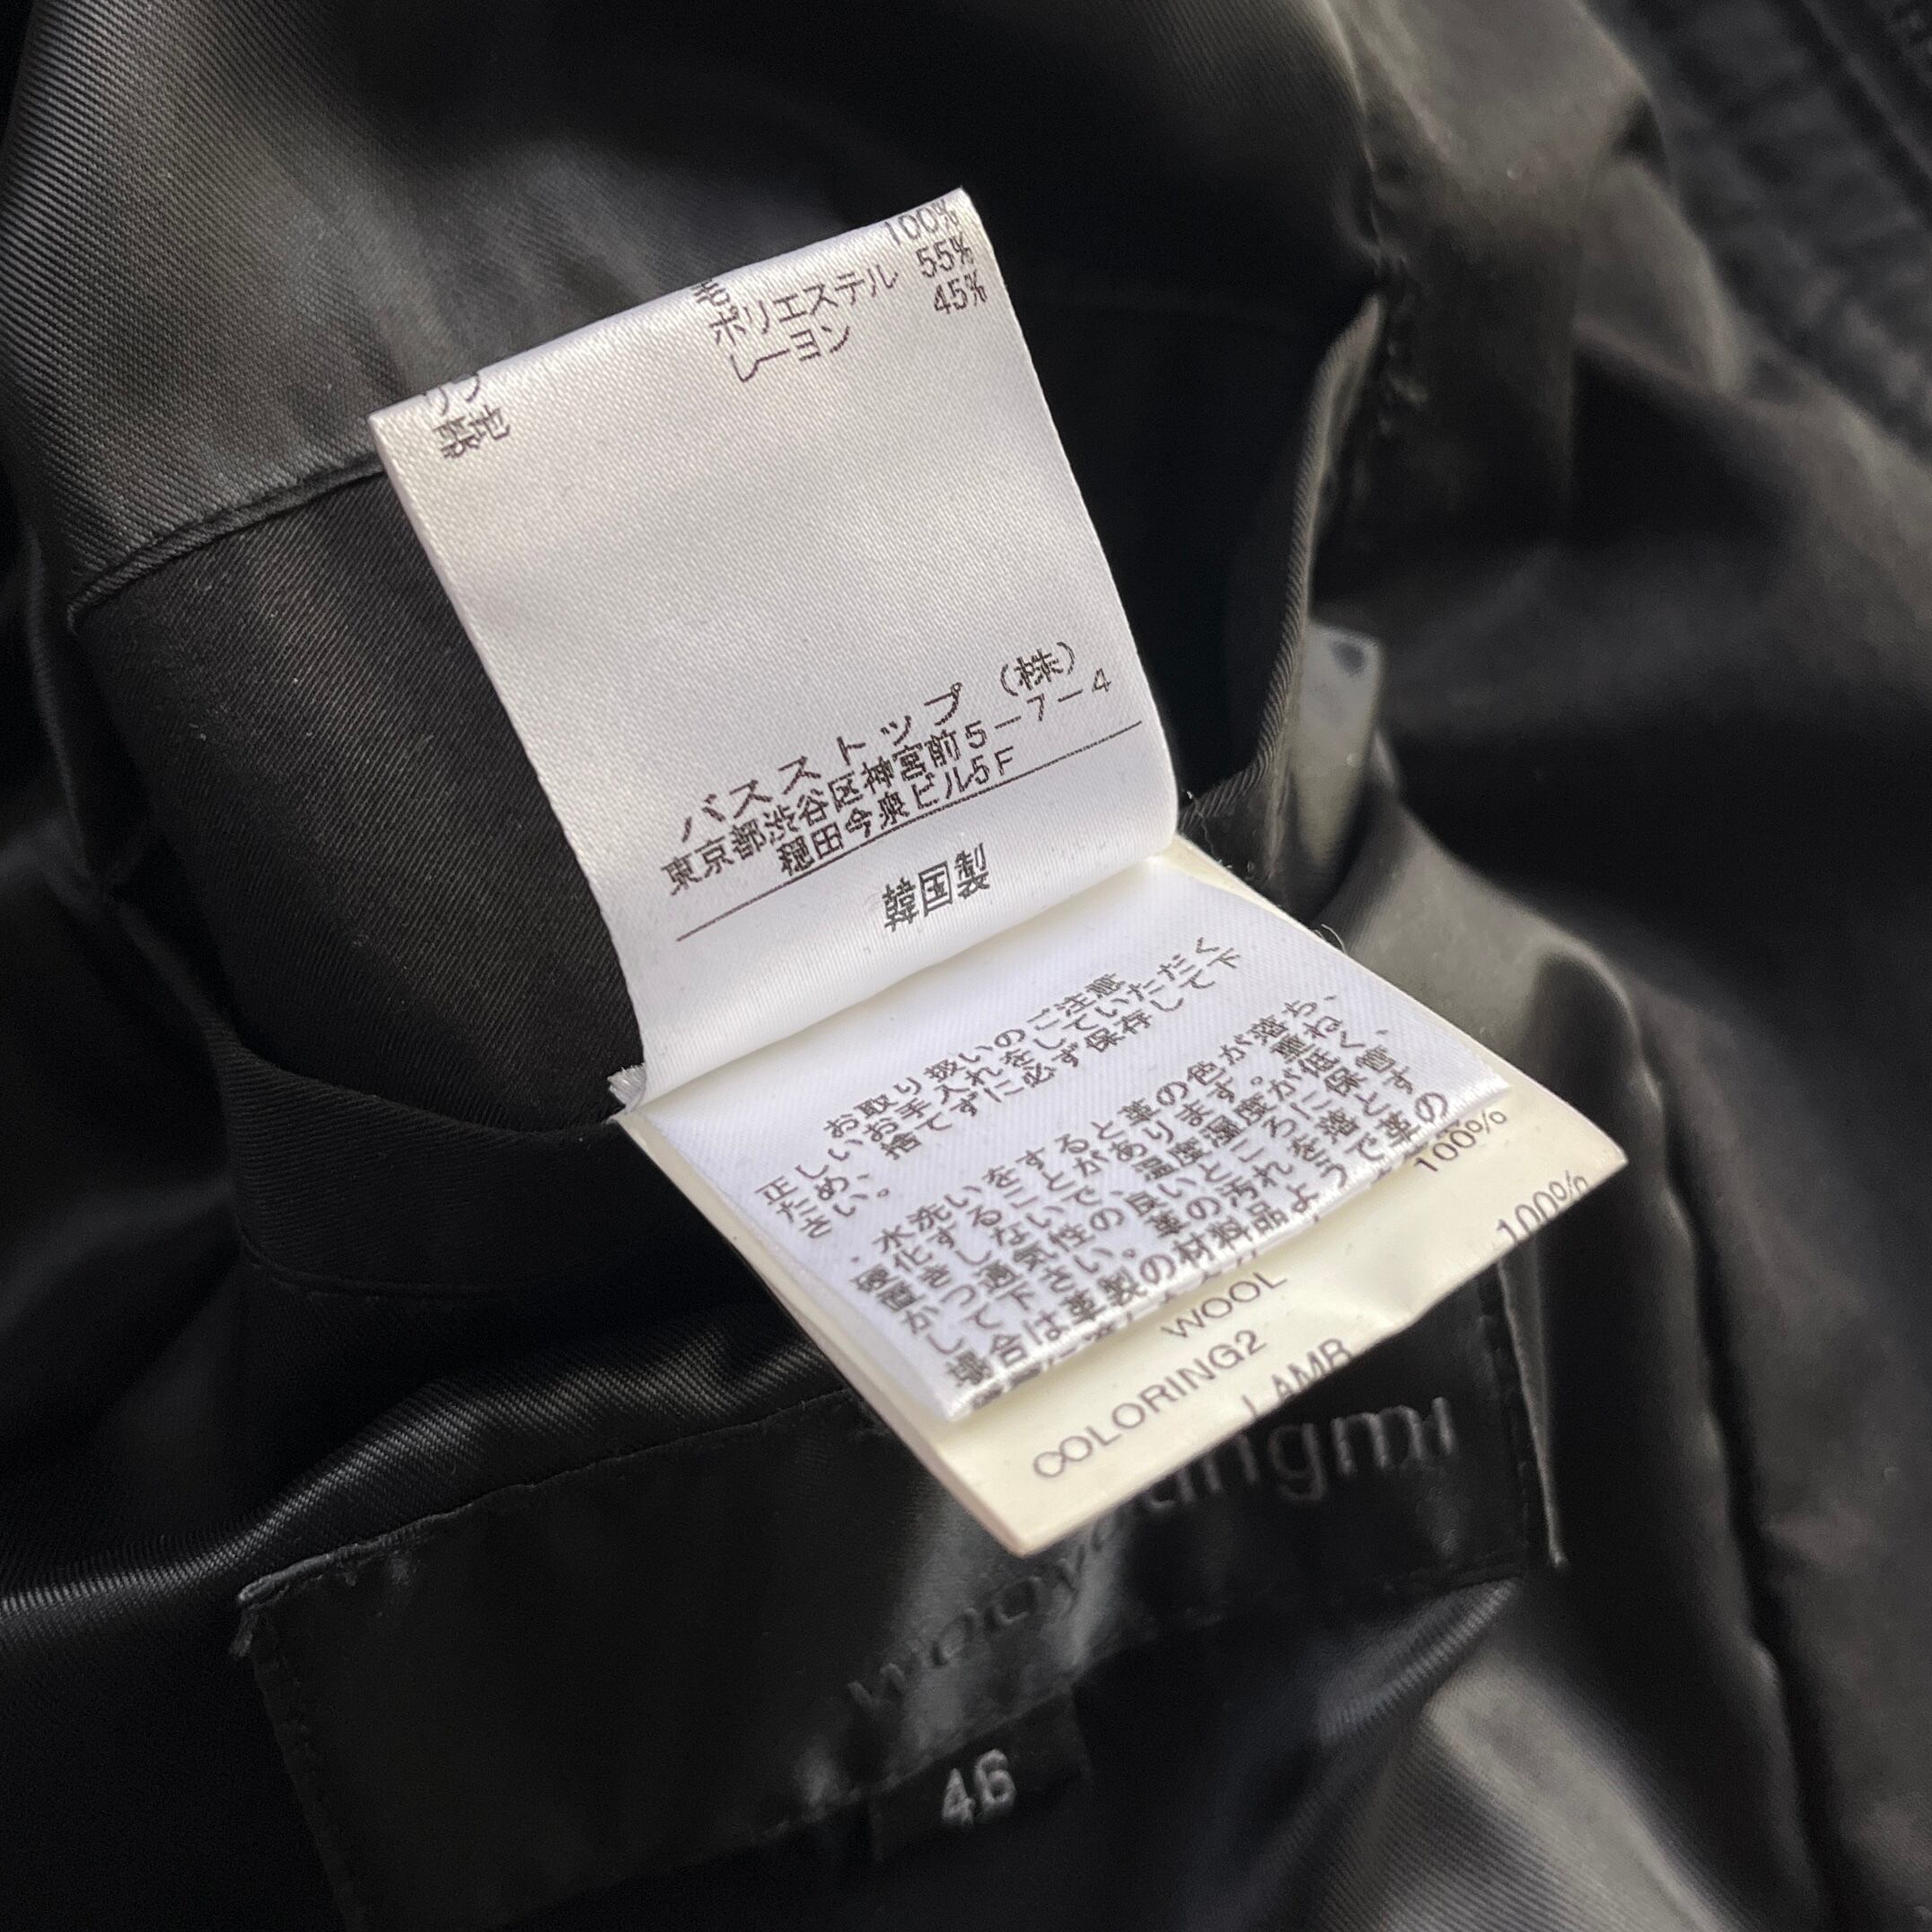 100%
ポリエステル 55%
レーヨン 45%
バスストップ (株)
東京都渋谷区神宮前5-7-4
穏田今泉ビル5F
韓国製
お取り扱いのご注意
正しいお手入れをしていただく
ため、捨てずに必ず保存して下
さい。
・水洗いをすると革の色が落ち、
硬化することがあります。重ね
置きしないで、温度湿度が低く、
かつ通気性の良いところに保管
して下さい。革の汚れを落とす
場合は革製の材料品ようで革の
100%
WOOL
COLORING2
LAMB 100%
46